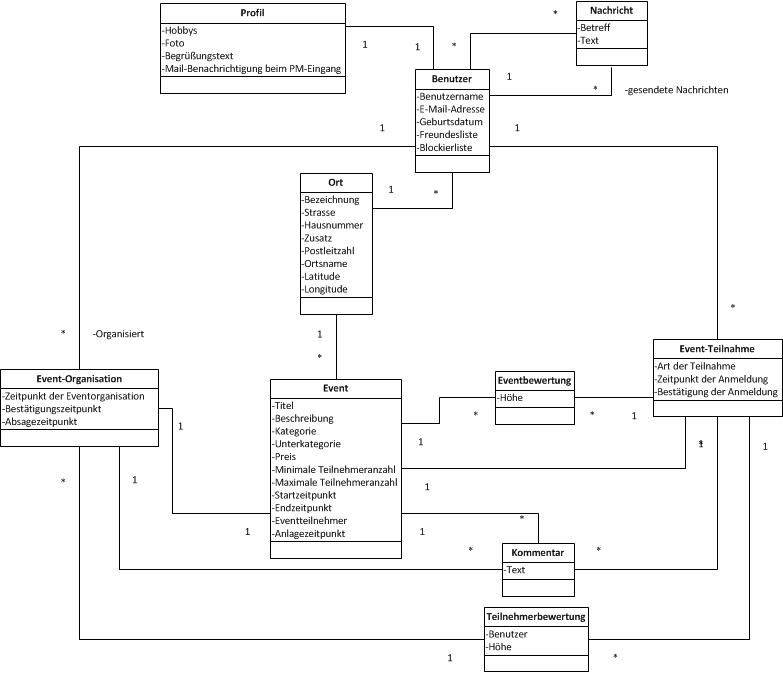 Profil
-Hobbys
-Foto
-Begrüßungstext
-Mail-Benachrichtigung beim PM-Eingang
1
1
*
*
Nachricht
-Betreff
-Text
1
*
-gesendete Nachrichten
Benutzer
-Benutzername
-E-Mail-Adresse
-Geburtsdatum
-Freundesliste
-Blockierliste
1
1
Ort
-Bezeichnung
-Strasse
-Hausnummer
-Zusatz
-Postleitzahl
-Ortsname
-Latitude
-Longitude
1
*
1
*
*
-Organisiert
*
Event-Organisation
-Zeitpunkt der Eventorganisation
-Bestätigungszeitpunkt
-Absagezeitpunkt
1
1
*
1
Event
-Titel
-Beschreibung
-Kategorie
-Unterkategorie
-Preis
-Minimale Teilnehmeranzahl
-Maximale Teilnehmeranzahl
-Startzeitpunkt
-Endzeitpunkt
-Eventteilnehmer
-Anlagezeitpunkt
Eventbewertung
-Höhe
1
*
*
1
Event-Teilnahme
-Art der Teilnahme
-Zeitpunkt der Anmeldung
-Bestätigung der Anmeldung
1
*
1
1
1
*
*
*
Kommentar
-Text
Teilnehmerbewertung
-Benutzer
-Höhe
1
*